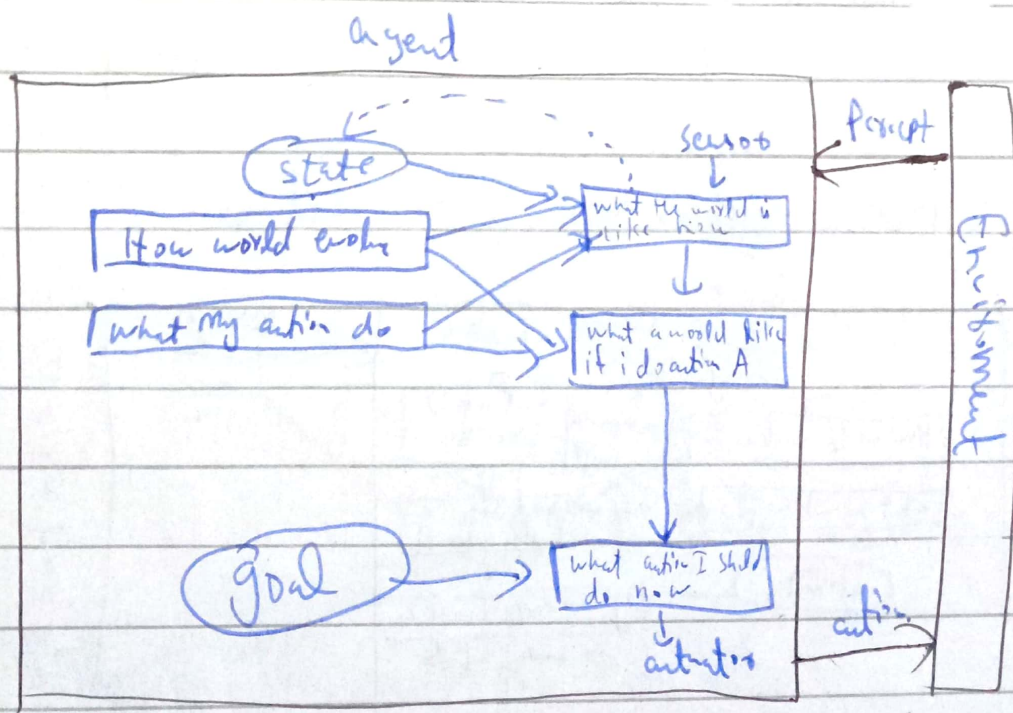 agent
Percept
sensor
state
what the world is
like now
How world evolve
what My action do
what a world like
if i do action A
Environment
goal
what action I shuld
do now
action
actuator